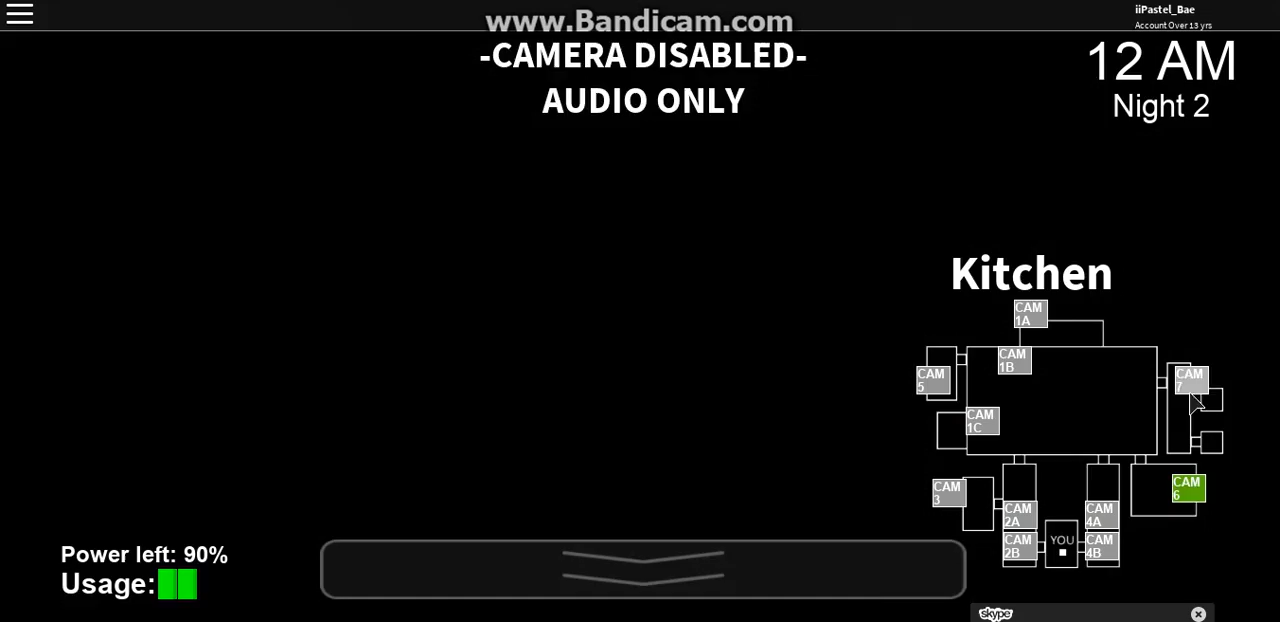 www.Bandicam.com
iiPastel_Bae
Account Over 13 yrs
-CAMERA DISABLED-
AUDIO ONLY
12 AM
Night 2
Kitchen
CAM
1A
CAM
1B
CAM
5
CAM
7
CAM
1C
CAM
3
CAM
6
CAM
2A
CAM
4A
CAM
2B
YOU
CAM
4B
Power left: 90%
Usage:
skype